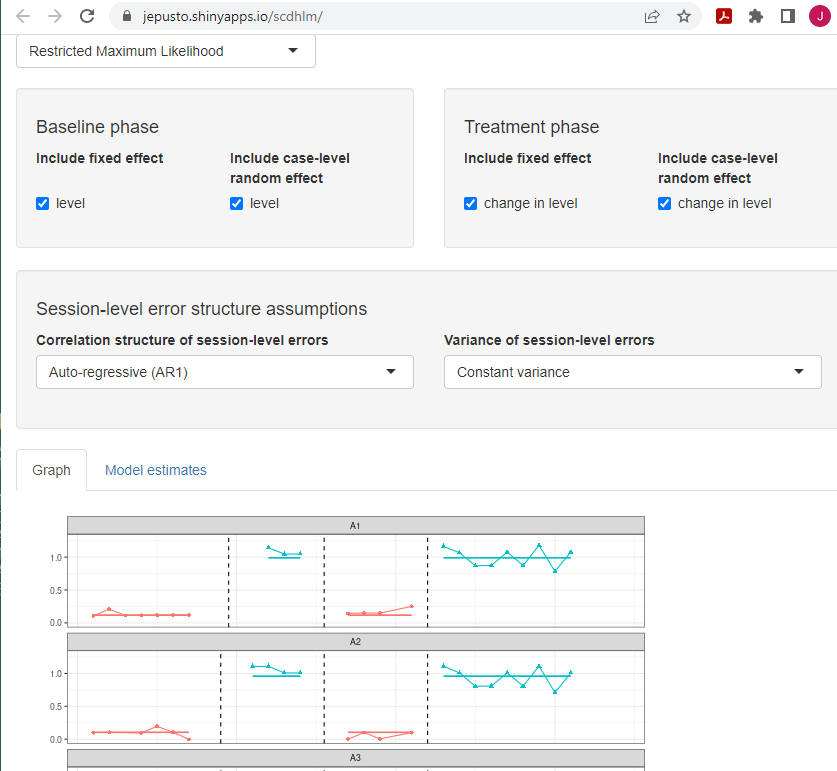 jepusto.shinyapps.io/scdhlm/
J
Restricted Maximum Likelihood
Baseline phase
Include fixed effect
Include case-level
random effect
level
level
Treatment phase
Include fixed effect
Include case-level
random effect
change in level
change in level
Session-level error structure assumptions
Correlation structure of session-level errors
Variance of session-level errors
Auto-regressive (AR1)
Constant variance
Graph
Model estimates
A1
1.0
0.5
0.0
A2
1.0
0.5
0.0
A3